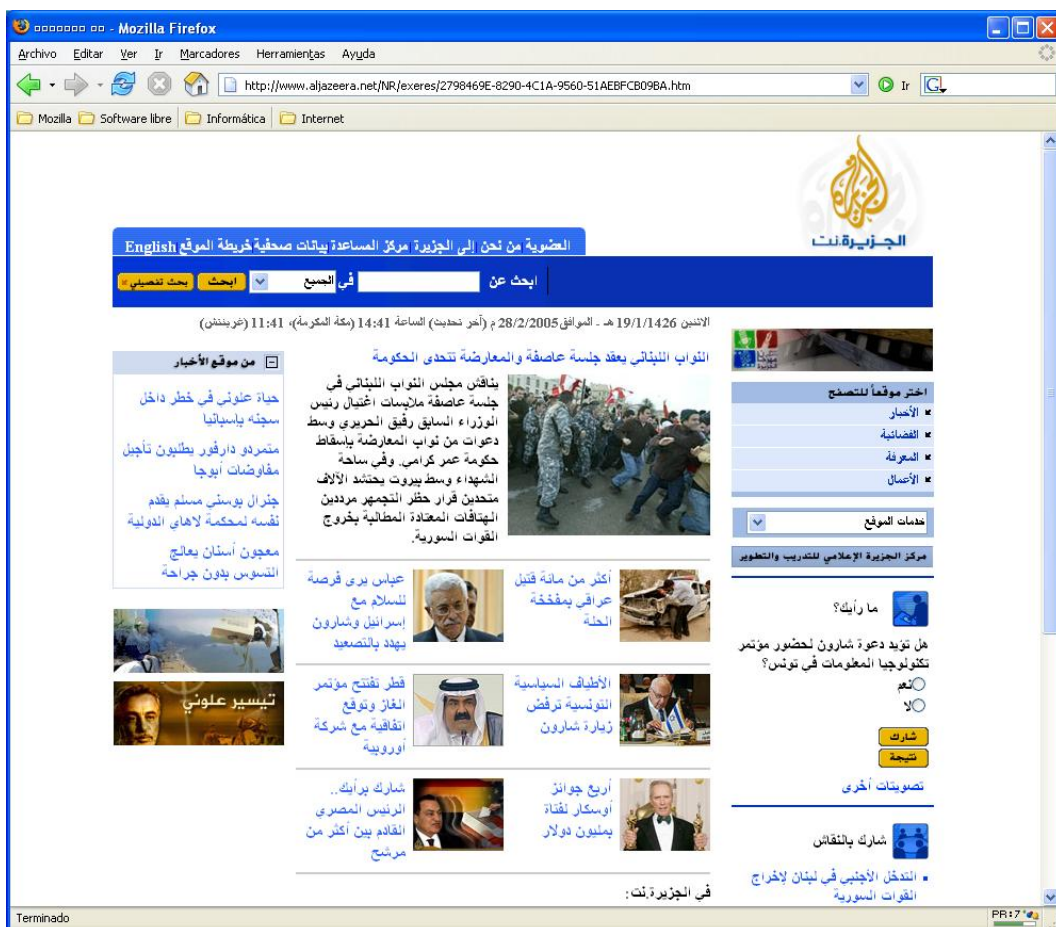 - Mozilla Firefox
Archivo Editar Ver Ir Marcadores Herramientas Ayuda
http://www.aljazeera.net/NR/exeres/2798469E-8290-4C1A-9560-51AEBFCB09BA.htm
Ir
Mozilla Software libre Informática Internet
الجزيرة نت
العضوية من نحن إلى الجزيرة مركز المساعدة بيانات صحفية خريطة الموقع English
ابحث عن في الجميع ابحث بحث تفصيلي
الاثنين 19/1/1426 هـ ـ الموافق28/2/2005 م (آخر تحديث) الساعة 14:41 (مكة المكرمة)، 11:41 (غرينتش)
اختر موقعاً للتصفح
الأخبار
الفضائية
المعرفة
الأعمال
خدمات الموقع
مركز الجزيرة الإعلامي للتدريب والتطوير
ما رأيك؟
هل تؤيد دعوة شارون لحضور مؤتمر
تكنولوجيا المعلومات في تونس؟
نعم
لا
شارك
نتيجة
تصويتات أخرى
شارك بالنقاش
التدخل الأجنبي في لبنان لإخراج
القوات السورية
النواب اللبناني يعقد جلسة عاصفة والمعارضة تتحدى الحكومة
يناقش مجلس النواب اللبناني في
جلسة عاصفة ملابسات اغتيال رئيس
الوزراء السابق رفيق الحريري وسط
دعوات من نواب المعارضة بإسقاط
حكومة عمر كرامي. وفي ساحة
الشهداء وسط بيروت يحتشد الآلاف
متحدين قرار حظر التجمهر مرددين
الهتافات المعتادة المطالبة بخروج
القوات السورية.
أكثر من مائة قتيل
عراقي بمفخخة
الحلة
عباس يرى فرصة
للسلام مع
إسرائيل وشارون
يهدد بالتصعيد
الأطياف السياسية
التونسية ترفض
زيارة شارون
قطر تفتتح مؤتمر
الغاز وتوقع
اتفاقية مع شركة
أوروبية
أربع جوائز
أوسكار لفتاة
بمليون دولار
شارك برأيك..
الرئيس المصري
القادم بين أكثر من
مرشح
في الجزيرة نت:
من موقع الأخبار
حياة علوني في خطر داخل
سجنه بإسبانيا
متمردو دارفور يطلبون تأجيل
مفاوضات أبوجا
جنرال بوسني مسلم يقدم
نفسه لمحكمة لاهاي الدولية
معجون أسنان يعالج
التسوس بدون جراحة
تيسير علوني
Terminado
PR:7